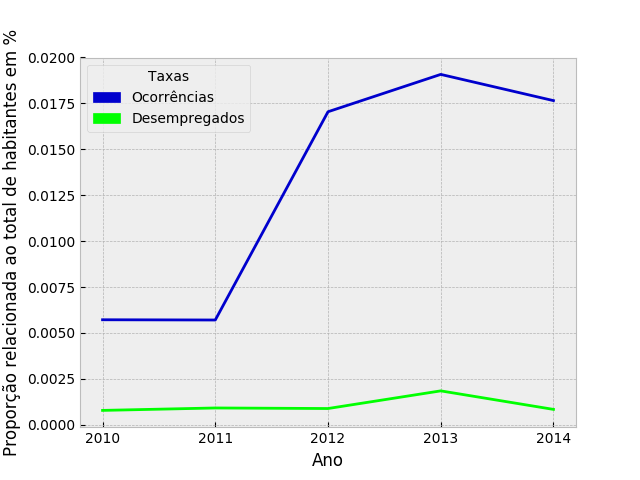 Proporção relacionada ao total de habitantes em %
0.0200
0.0175
0.0150
0.0125
0.0100
0.0075
0.0050
0.0025
0.0000
Taxas
Ocorrências
Desempregados
2010 2011 2012 2013 2014
Ano